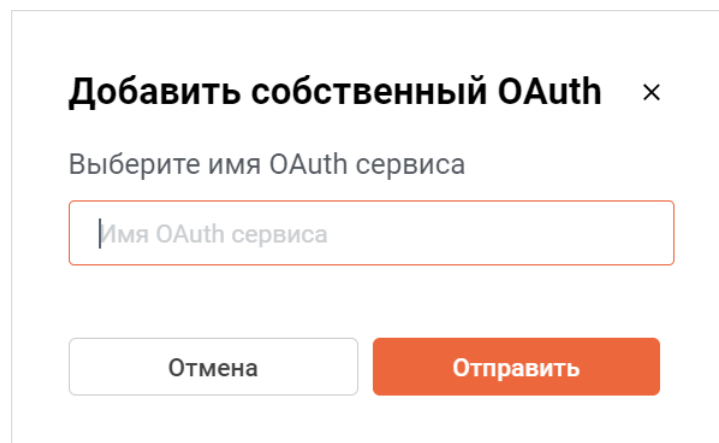 Добавить собственный OAuth ×
Выберите имя OAuth сервиса
Имя OAuth сервиса
Отмена Отправить